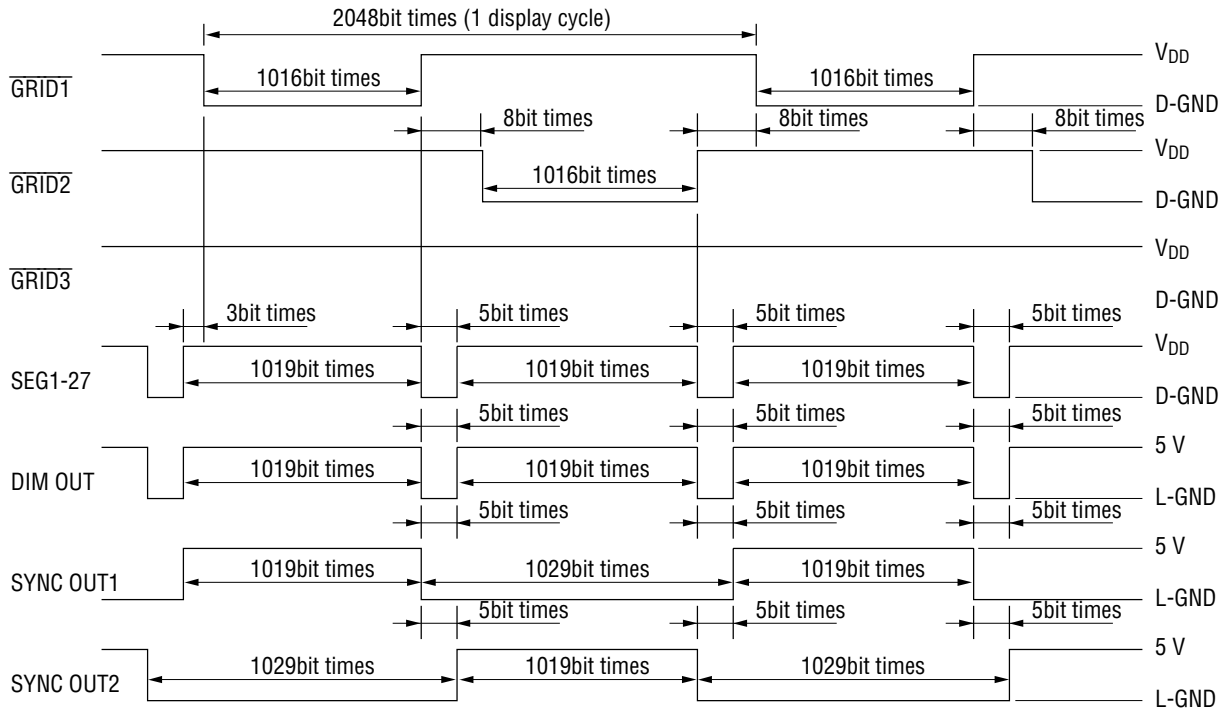 2048bit times (1 display cycle)
GRID1
1016bit times
1016bit times
VDD
D-GND
8bit times
8bit times
8bit times
GRID2
1016bit times
VDD
D-GND
GRID3
VDD
D-GND
3bit times
5bit times
5bit times
5bit times
SEG1-27
1019bit times
1019bit times
1019bit times
VDD
D-GND
5bit times
5bit times
5bit times
DIM OUT
1019bit times
1019bit times
1019bit times
5 V
L-GND
5bit times
5bit times
5bit times
SYNC OUT1
1019bit times
1029bit times
1019bit times
5 V
L-GND
5bit times
5bit times
5bit times
SYNC OUT2
1029bit times
1019bit times
1029bit times
5 V
L-GND